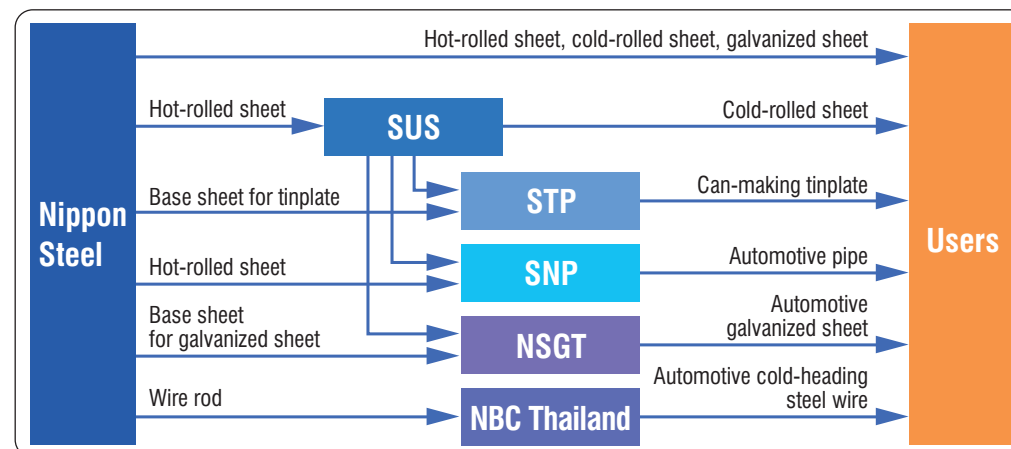 Hot-rolled sheet, cold-rolled sheet, galvanized sheet
Hot-rolled sheet
SUS
Cold-rolled sheet
Base sheet for tinplate
STP
Can-making tinplate
Nippon
Steel
Users
Hot-rolled sheet
SNP
Automotive pipe
Base sheet
for galvanized sheet
NSGT
Automotive
galvanized sheet
Wire rod
NBC Thailand
Automotive cold-heading
steel wire